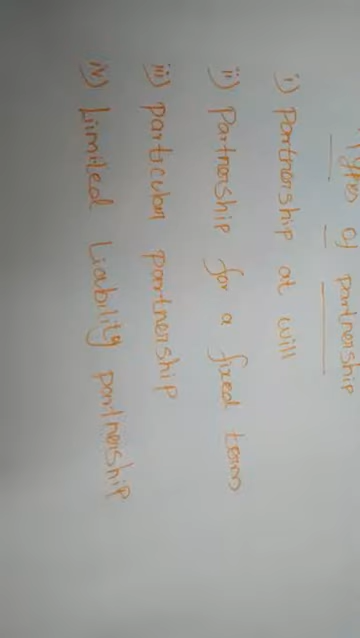 Types of partnership
i) Partnership at will
ii) Partnership for a fixed term
iii) Particular partnership
iv) Limited Liability partnership